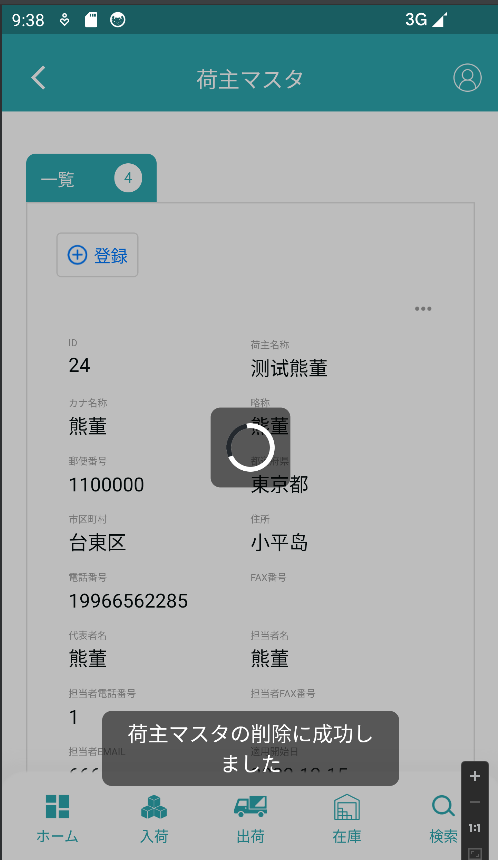 9:38 3G
荷主マスタ
一覧 4
登録
ID 荷主名称
24 测试熊董
カナ名称 略称
熊董 熊董
郵便番号
1100000 東京都
市区町村 住所
台東区 小平岛
電話番号 FAX番号
19966562285
代表者名 担当者名
熊董 熊董
担当者電話番号 担当者FAX番号
1
荷主マスタの削除に成功し
ました
担当者EMAIL
ホーム 入荷 出荷 在庫 検索
1:1